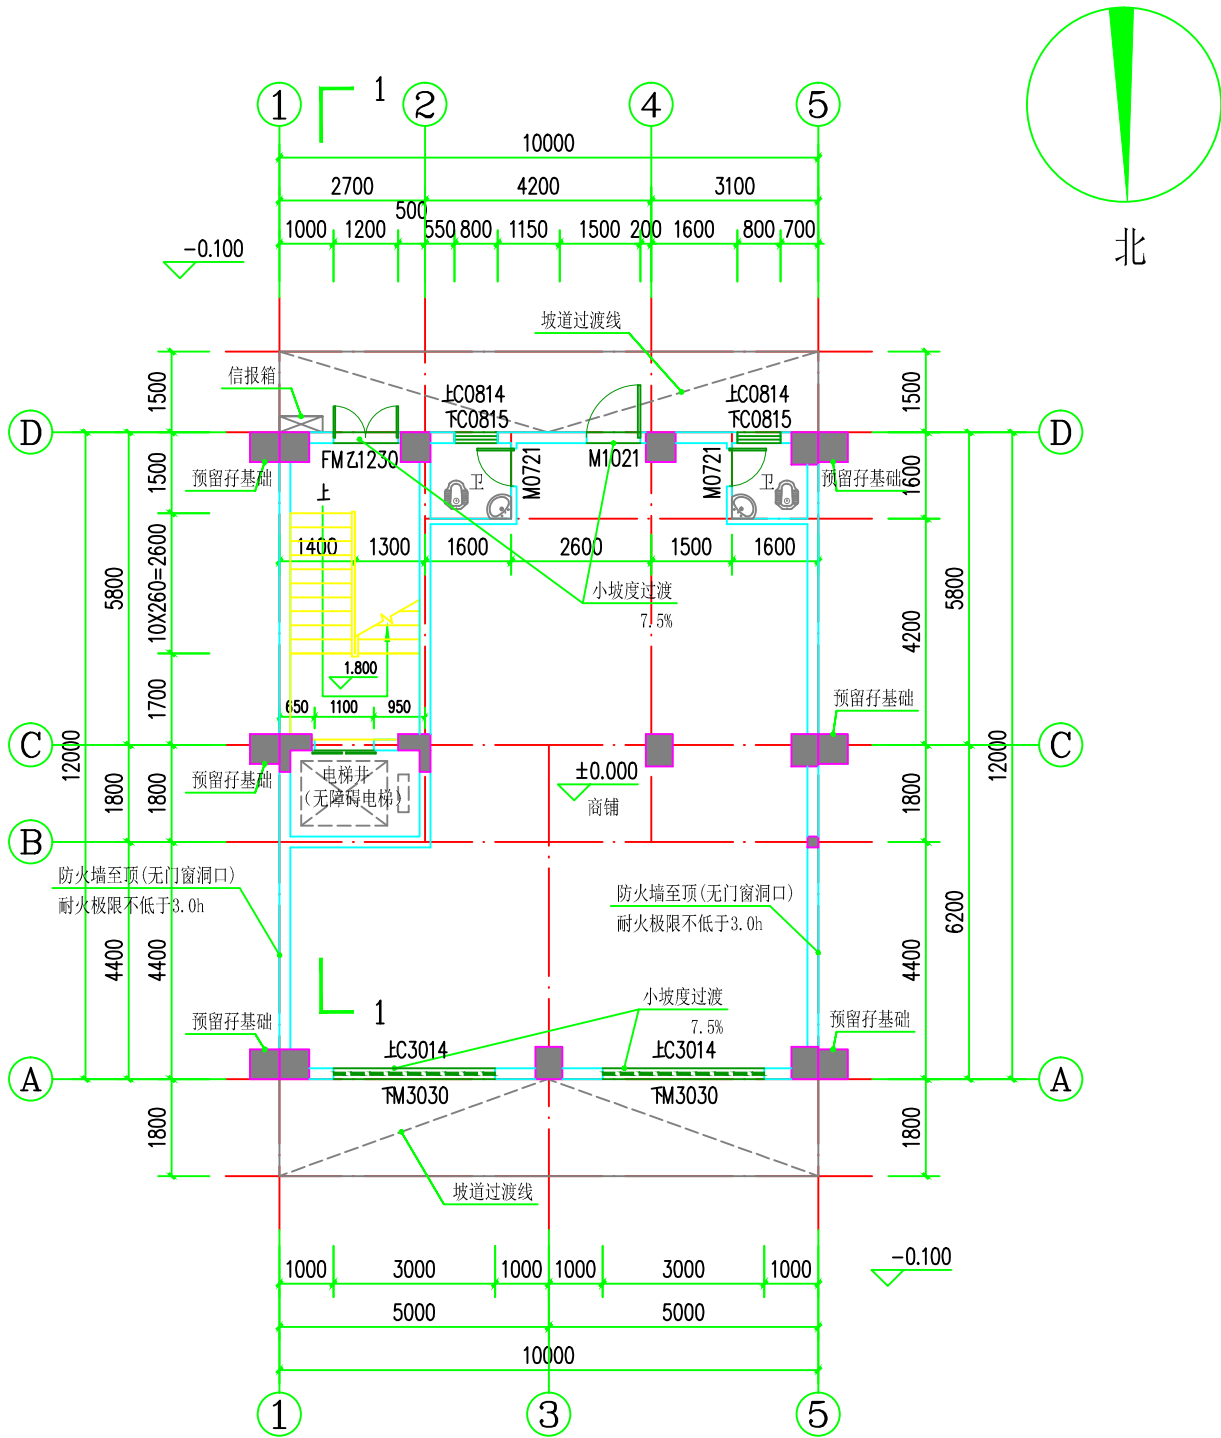 1
1
2
4
5
10000
2700
4200
3100
500
1000
1200
550
800
1150
1500
200
1600
800
700
-0.100
北
坡道过渡线
信报箱
上C0814
下C0815
上C0814
下C0815
1500
1500
D
D
FMZ1230
M1021
M0721
M0721
预留孖基础
预留孖基础
卫
卫
上
1500
1600
1400
1300
1600
2600
1500
1600
10X260=2600
5800
5800
4200
小坡度过渡
7.5%
1.800
650
1100
950
1700
预留孖基础
C
C
12000
12000
预留孖基础
电梯井
(无障碍电梯)
±0.000
商铺
1800
1800
1800
B
防火墙至顶(无门窗洞口)
耐火极限不低于3.0h
防火墙至顶(无门窗洞口)
耐火极限不低于3.0h
6200
4400
4400
4400
1
小坡度过渡
7.5%
预留孖基础
预留孖基础
上C3014
上C3014
A
A
下M3030
下M3030
1800
1800
坡道过渡线
-0.100
1000
3000
1000
1000
3000
1000
5000
5000
10000
1
3
5